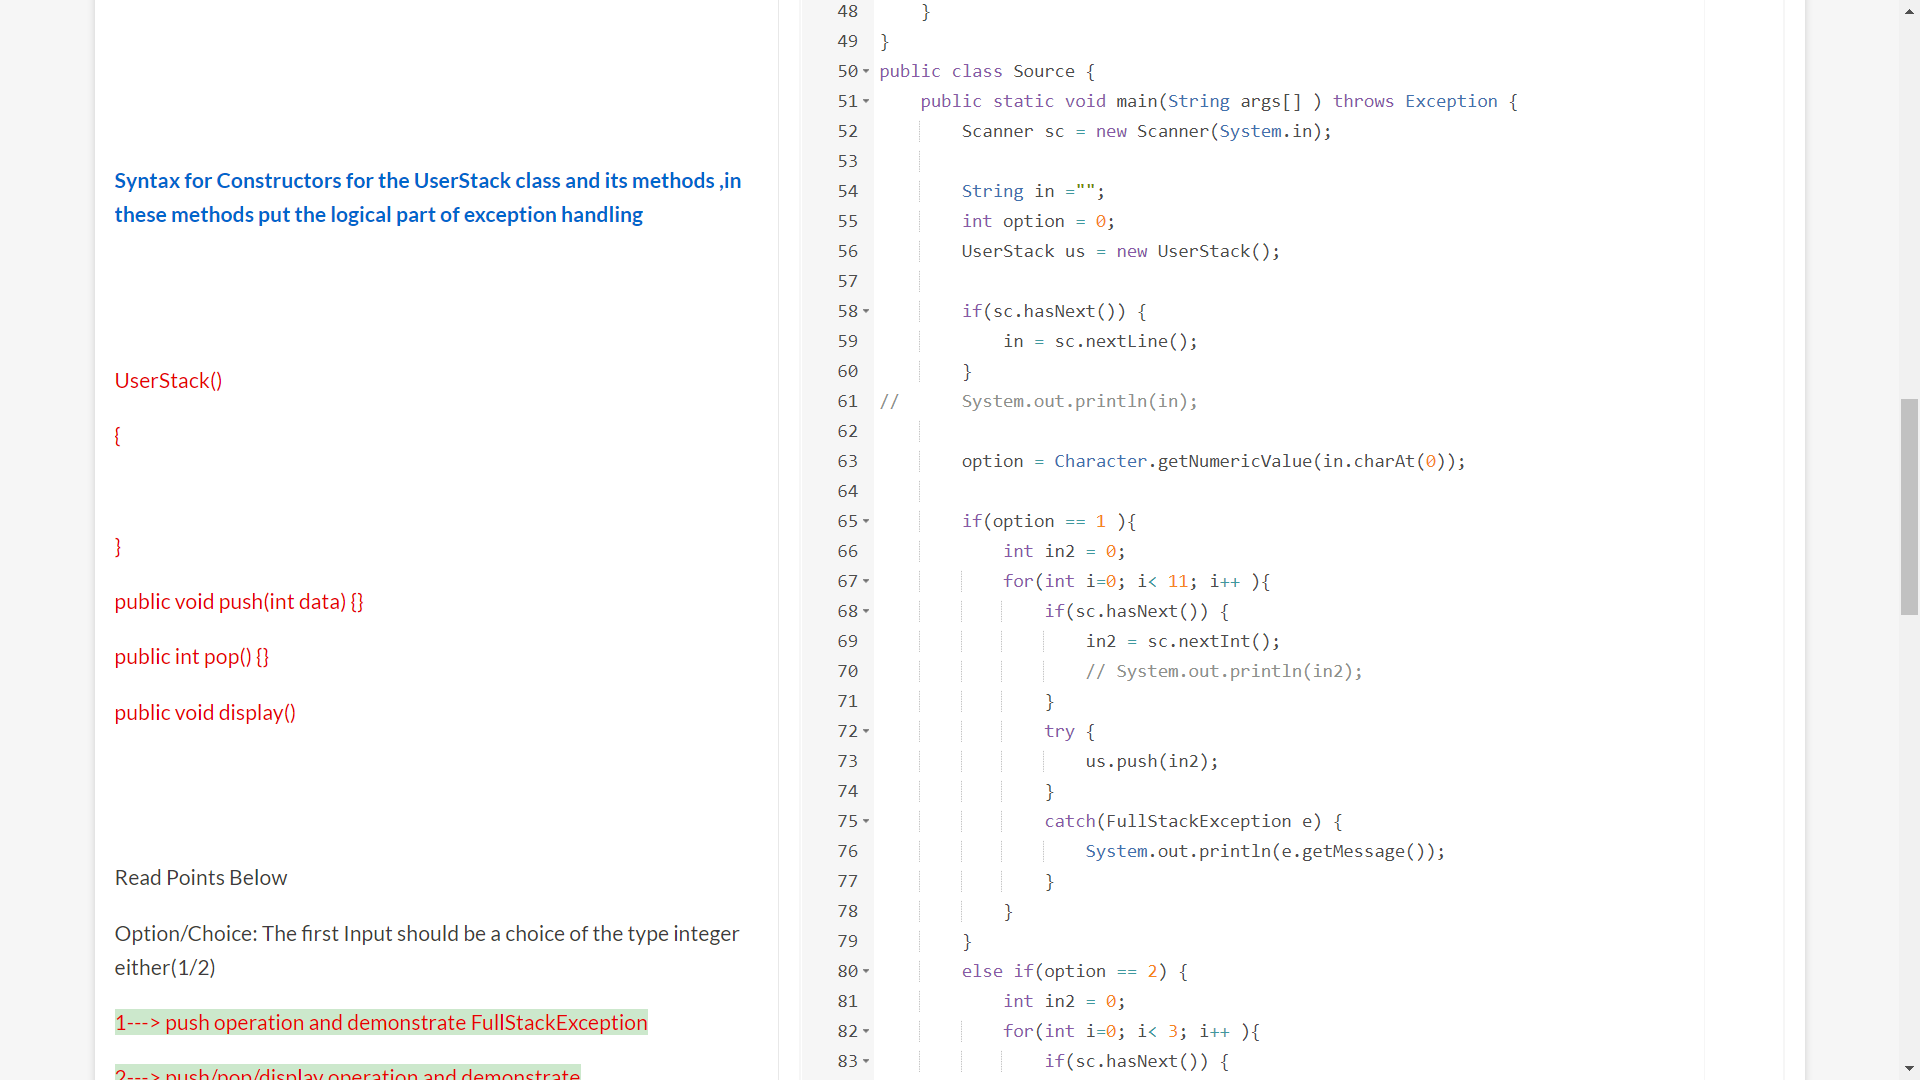 Syntax for Constructors for the UserStack class and its methods ,in
these methods put the logical part of exception handling
UserStack()
{
}
public void push(int data) {}
public int pop() {}
public void display()
Read Points Below
Option/Choice: The first Input should be a choice of the type integer
either(1/2)
1---> push operation and demonstrate FullStackException
2---> push/pop/display operation and demonstrate
48     }
49 }
50 public class Source {
51     public static void main(String args[] ) throws Exception {
52         Scanner sc = new Scanner(System.in);
53
54         String in ="";
55         int option = 0;
56         UserStack us = new UserStack();
57
58         if(sc.hasNext()) {
59             in = sc.nextLine();
60         }
61 //      System.out.println(in);
62
63         option = Character.getNumericValue(in.charAt(0));
64
65         if(option == 1 ){
66             int in2 = 0;
67             for(int i=0; i< 11; i++ ){
68                 if(sc.hasNext()) {
69                     in2 = sc.nextInt();
70                     // System.out.println(in2);
71                 }
72                 try {
73                     us.push(in2);
74                 }
75                 catch(FullStackException e) {
76                     System.out.println(e.getMessage());
77                 }
78             }
79         }
80         else if(option == 2) {
81             int in2 = 0;
82             for(int i=0; i< 3; i++ ){
83                 if(sc.hasNext()) {